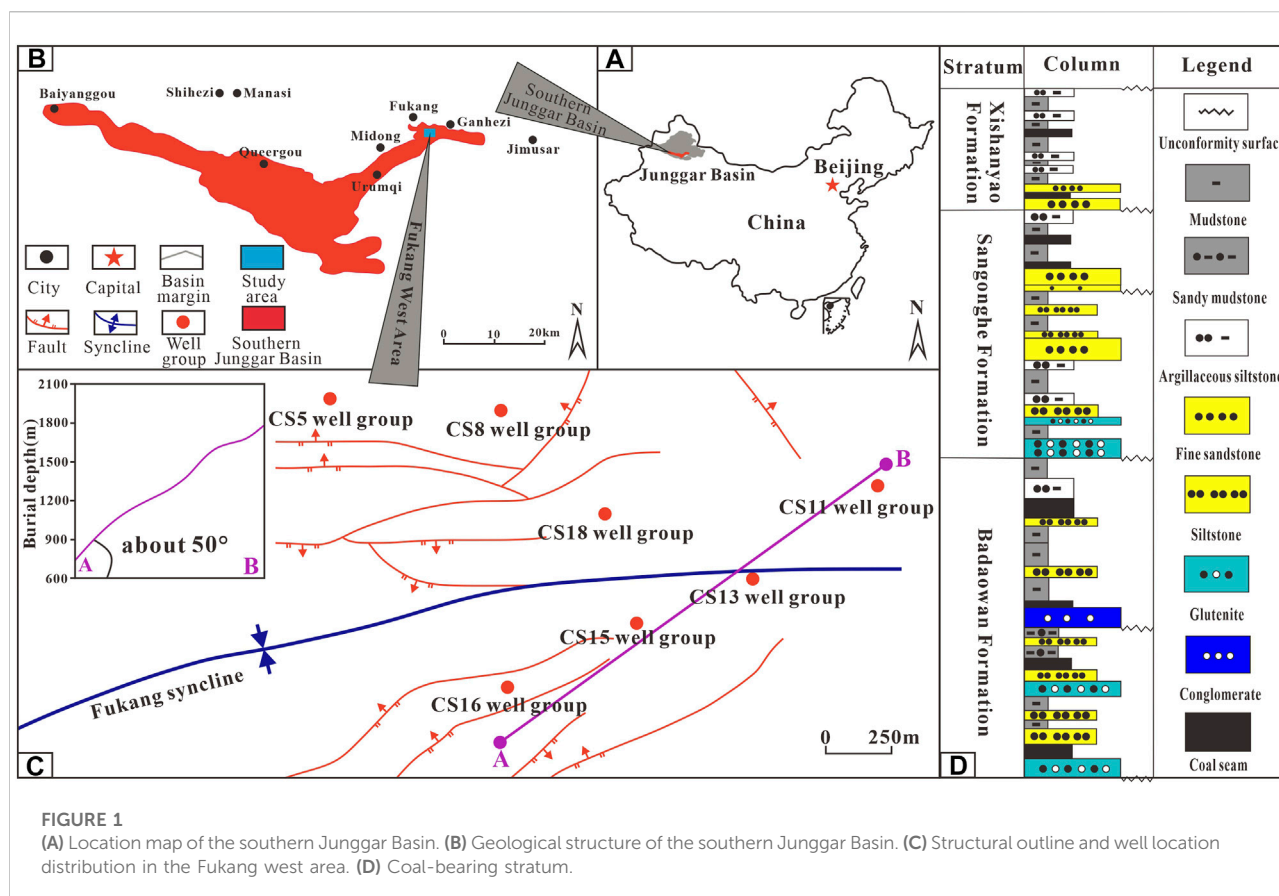 B
Baiyanggou
Shihezi
Manasi
Fukang
Ganhezi
Midong
Jimusar
Queergou
Urumqi
Fukang West Area
City
Capital
Basin
margin
Study
area
Fault
Syncline
Well
group
Southern
Junggar Basin
0 10 20km
N
A
Southern
Junggar Basin
Junggar Basin
Beijing
China
N
2100
1800
1500
1200
900
600
Burial depth(m)
about 50°
A
B
CS5 well group
CS8 well group
B
CS11 well group
CS18 well group
CS13 well group
CS15 well group
CS16 well group
Fukang syncline
A
0 250m
C
Stratum
Column
Legend
Xishanyao
Formation
Sangonghe Formation
Badaowan Formation
Unconformity surface
Mudstone
Sandy mudstone
Argillaceous siltstone
Fine sandstone
Siltstone
Glutenite
Conglomerate
Coal seam
D
FIGURE 1
(A) Location map of the southern Junggar Basin. (B) Geological structure of the southern Junggar Basin. (C) Structural outline and well location
distribution in the Fukang west area. (D) Coal-bearing stratum.